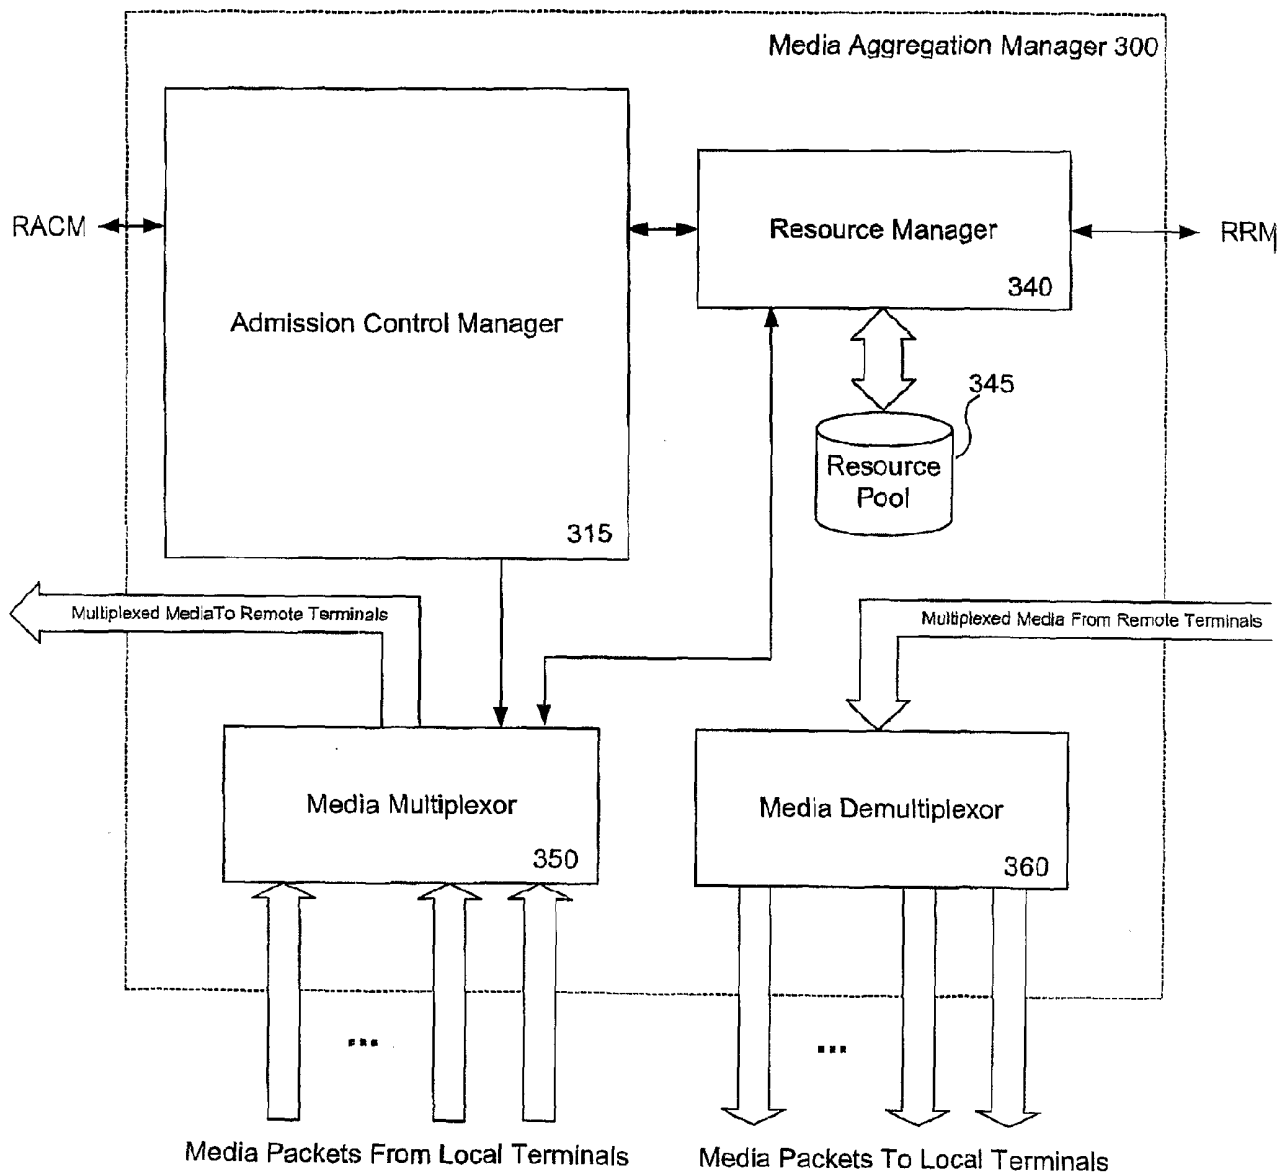 Media Aggregation Manager 300
RACM
Resource Manager
RRM
340
Admission Control Manager
345
Resource
Pool
315
Multiplexed MediaTo Remote Terminals
Multiplexed Media From Remote Terminals
Media Multiplexor
350
Media Demultiplexor
360
...
...
Media Packets From Local Terminals
Media Packets To Local Terminals